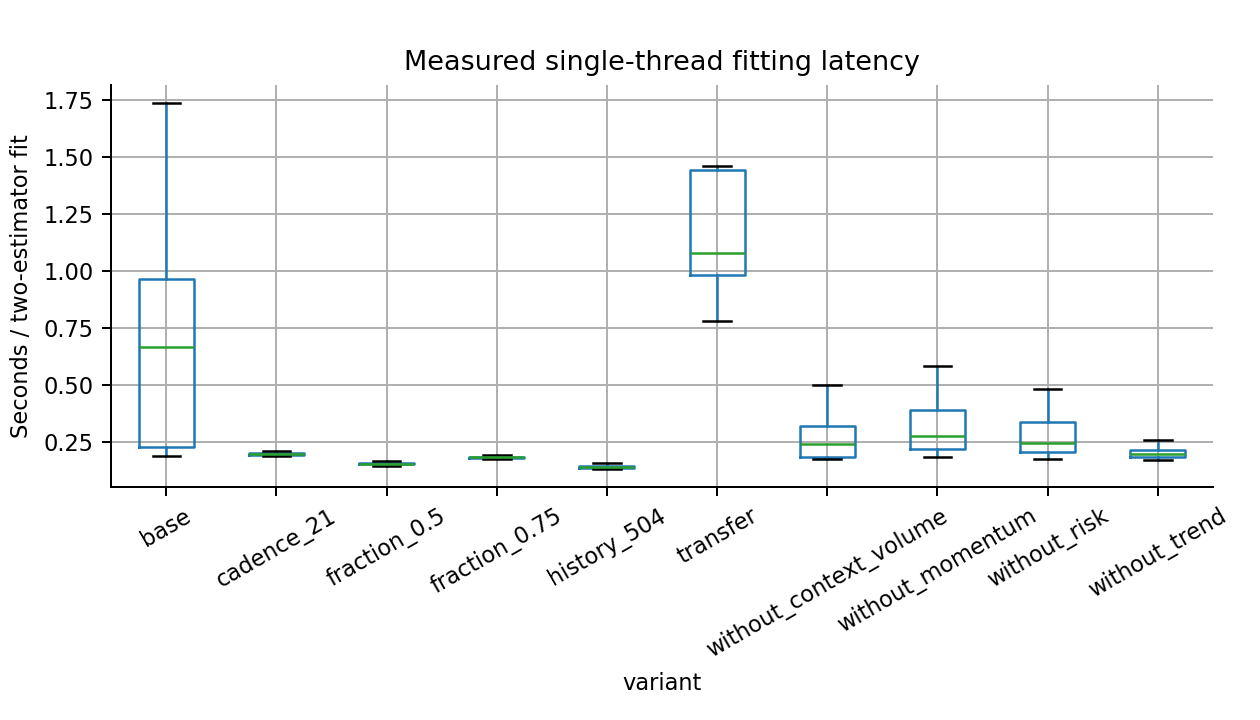 Measured single-thread fitting latency
Seconds / two-estimator fit
1.75
1.50
1.25
1.00
0.75
0.50
0.25
base
cadence_21
fraction_0.5
fraction_0.75
history_504
transfer
without_context_volume
without_momentum
without_risk
without_trend
variant